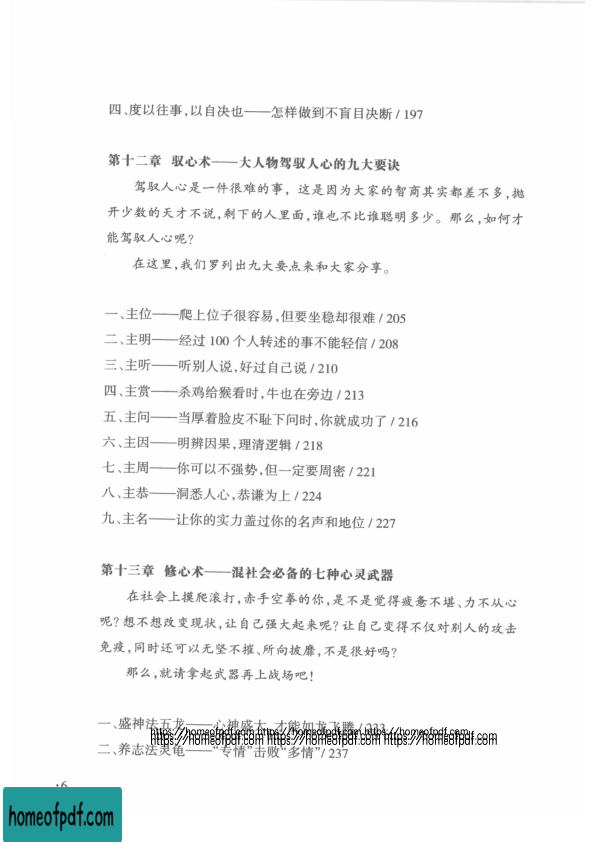 四、度以往事，以自决也——怎样做到不盲目决断 / 197
第十二章 驭心术——大人物驾驭人心的九大要诀
驾驭人心是一件很难的事，这是因为大家的智商其实都差不多，抛
开少数的天才不说，剩下的人里面，谁也不比谁聪明多少。那么，如何才
能驾驭人心呢？
在这里，我们罗列出九大要点来和大家分享。
一、主位——爬上位子很容易，但要坐稳却很难 / 205
二、主明——经过 100 个人转述的事不能轻信 / 208
三、主听——听别人说，好过自己说 / 210
四、主赏——杀鸡给猴看时，牛也在旁边 / 213
五、主问——当厚着脸皮不耻下问时，你就成功了 / 216
六、主因——明辨因果，理清逻辑 / 218
七、主周——你可以不强势，但一定要周密 / 221
八、主恭——洞悉人心，恭谦为上 / 224
九、主名——让你的实力盖过你的名声和地位 / 227
第十三章 修心术——混社会必备的七种心灵武器
在社会上摸爬滚打，赤手空拳的你，是不是觉得疲惫不堪、力不从心
呢？想不想改变现状，让自己强大起来呢？让自己变得不仅对别人的攻击
免疫，同时还可以无坚不摧、所向披靡，不是很好吗？
那么，就请拿起武器再上战场吧！
一、盛神法五龙——心神盛大，才能如龙飞腾 / 233
https://homeofpdf.com https://homeofpdf.com https://homeofpdf.com
https://homeofpdf.com https://homeofpdf.com https://homeofpdf.com
二、养志法灵龟——“专情”击败“多情” / 237
·6
homeofpdf.com